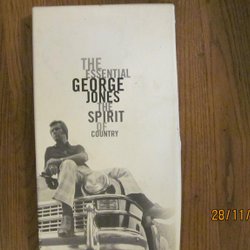 THE
ESSENTIAL
GEORGE
JONES
THE
SPIRIT
OF
COUNTRY
28/11/